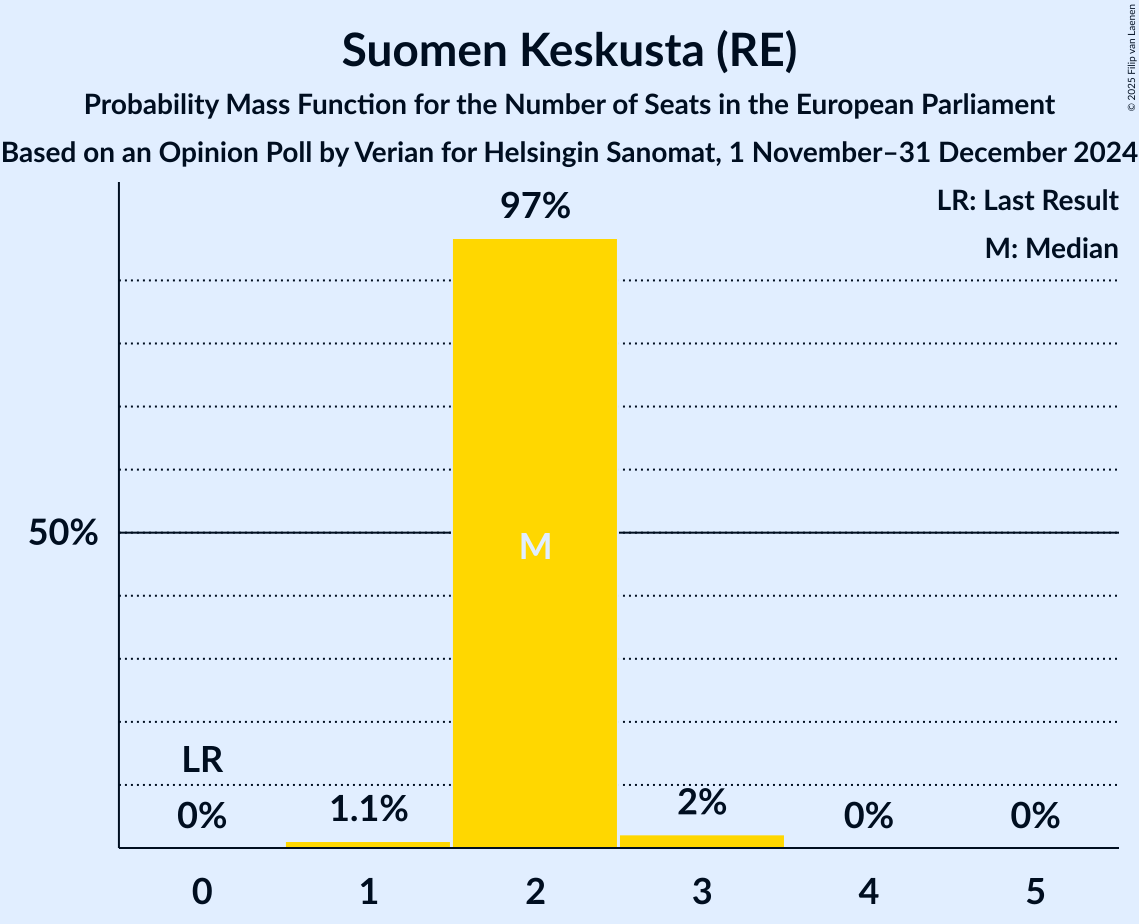 Suomen Keskusta (RE)
Probability Mass Function for the Number of Seats in the European Parliament
Based on an Opinion Poll by Verian for Helsingin Sanomat, 1 November–31 December 2024
© 2025 Filip van Laenen
LR: Last Result
M: Median
97%
50%
M
LR
0%
1.1%
2%
0%
0%
0 1 2 3 4 5